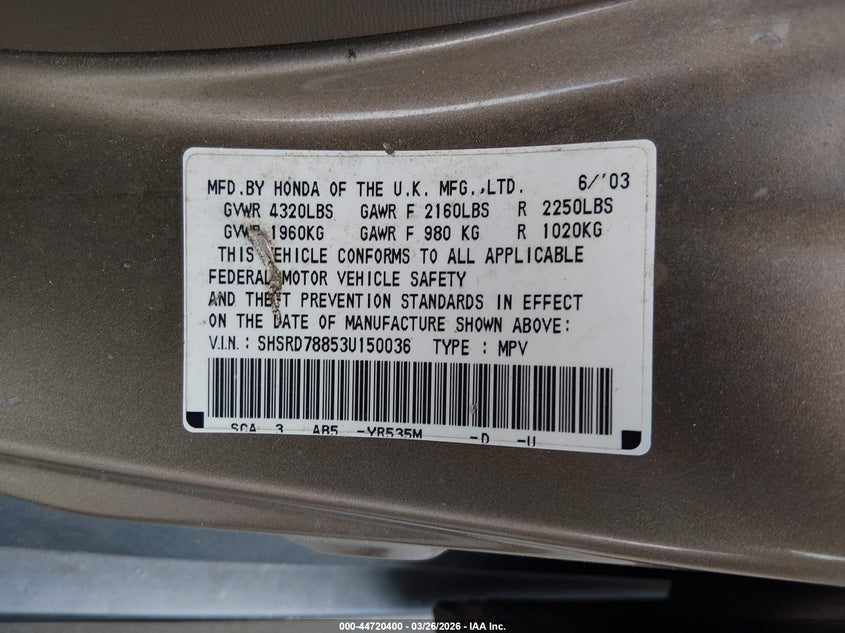 MFD.BY HONDA OF THE U.K. MFG.,LTD. 6/'03
GVWR 4320LBS GAWR F 2160LBS R 2250LBS
GVWR 1960KG GAWR F 980 KG R 1020KG
THIS VEHICLE CONFORMS TO ALL APPLICABLE
FEDERAL MOTOR VEHICLE SAFETY
AND THEFT PREVENTION STANDARDS IN EFFECT
ON THE DATE OF MANUFACTURE SHOWN ABOVE:
V.I.N.: SHSRD78853U150036 TYPE : MPV
SCA 3 AB5 -YR535M -D -U
000-44720400 - 03/26/2026 - IAA Inc.